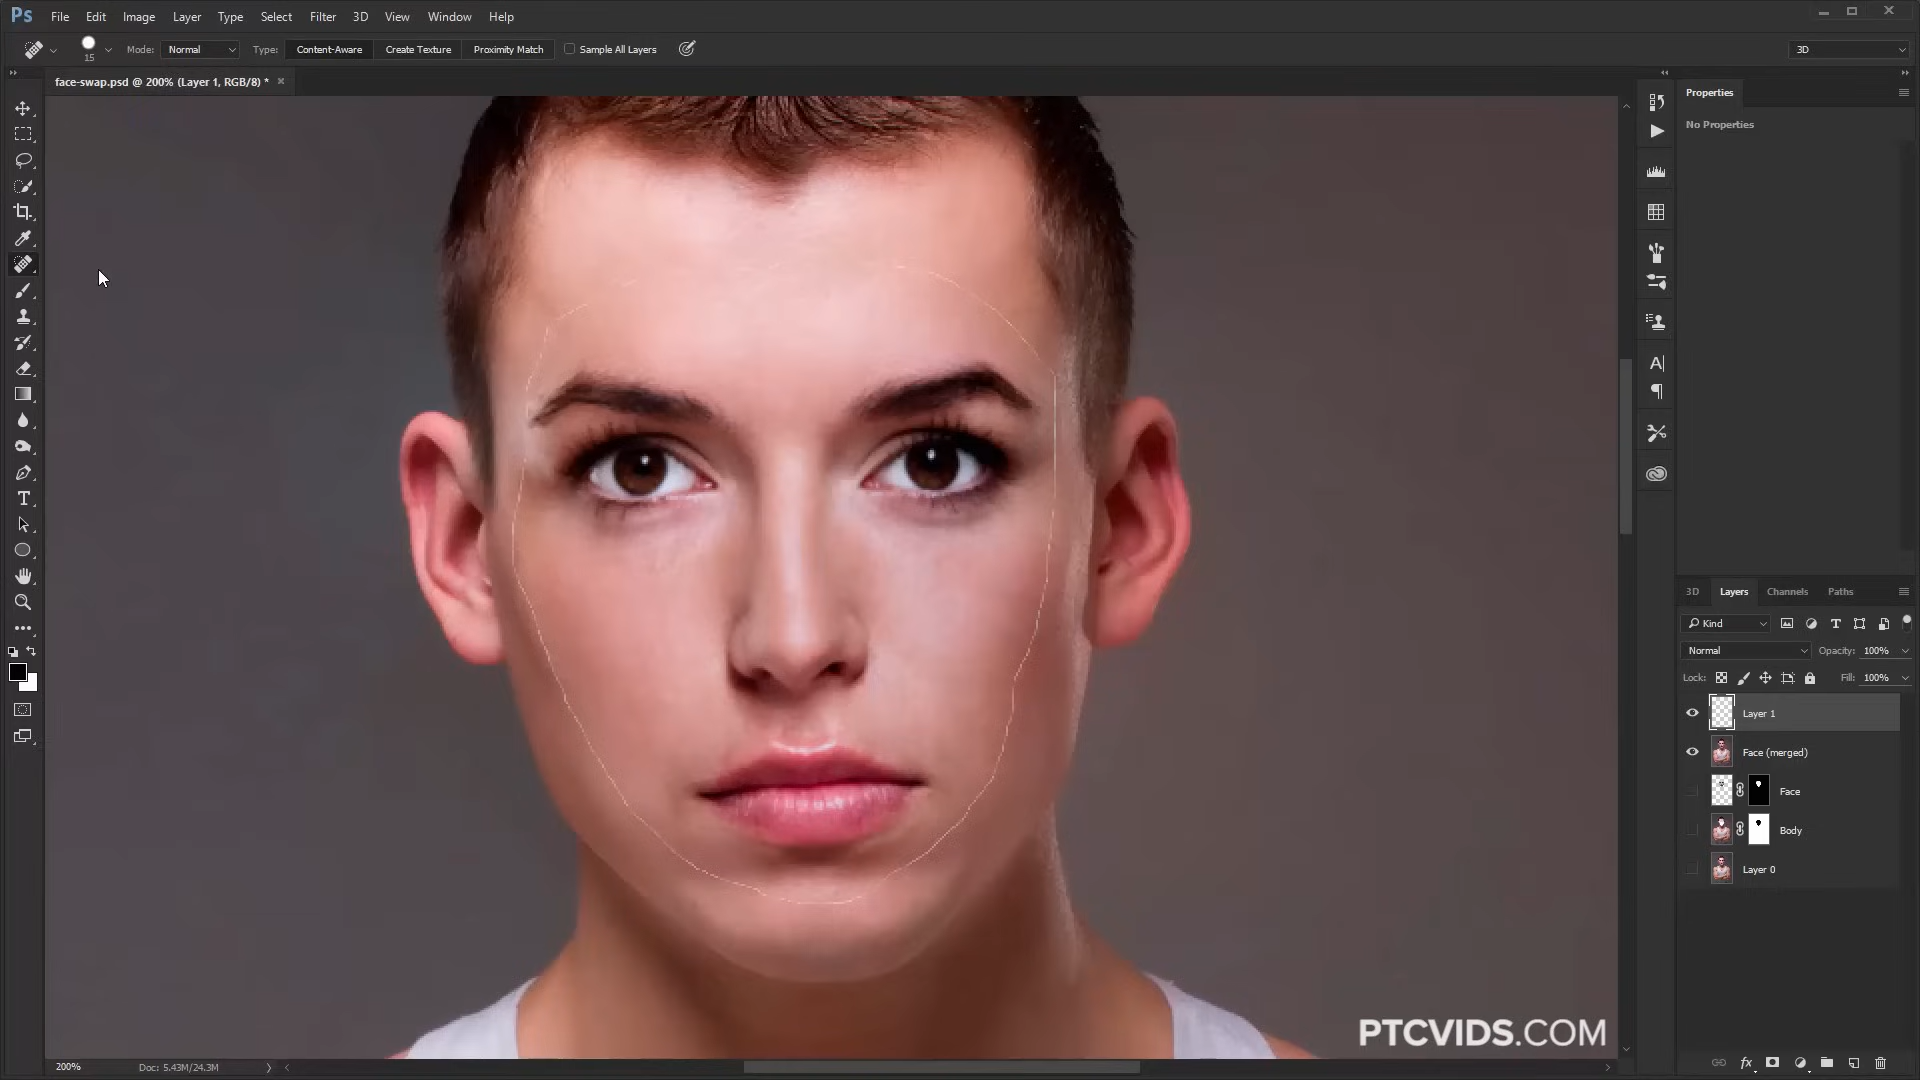 Ps File Edit Image Layer Type Select Filter 3D View Window Help
15 Mode: Normal Type: Content-Aware Create Texture Proximity Match Sample All Layers 3D
face-swap.psd @ 200% (Layer 1, RGB/8) *
Properties
No Properties
3D Layers Channels Paths
Kind
Normal Opacity: 100%
Lock: Fill: 100%
Layer 1
Face (merged)
Face
Body
Layer 0
PTCVIDS.COM
200% Doc: 5.43M/24.3M
fx